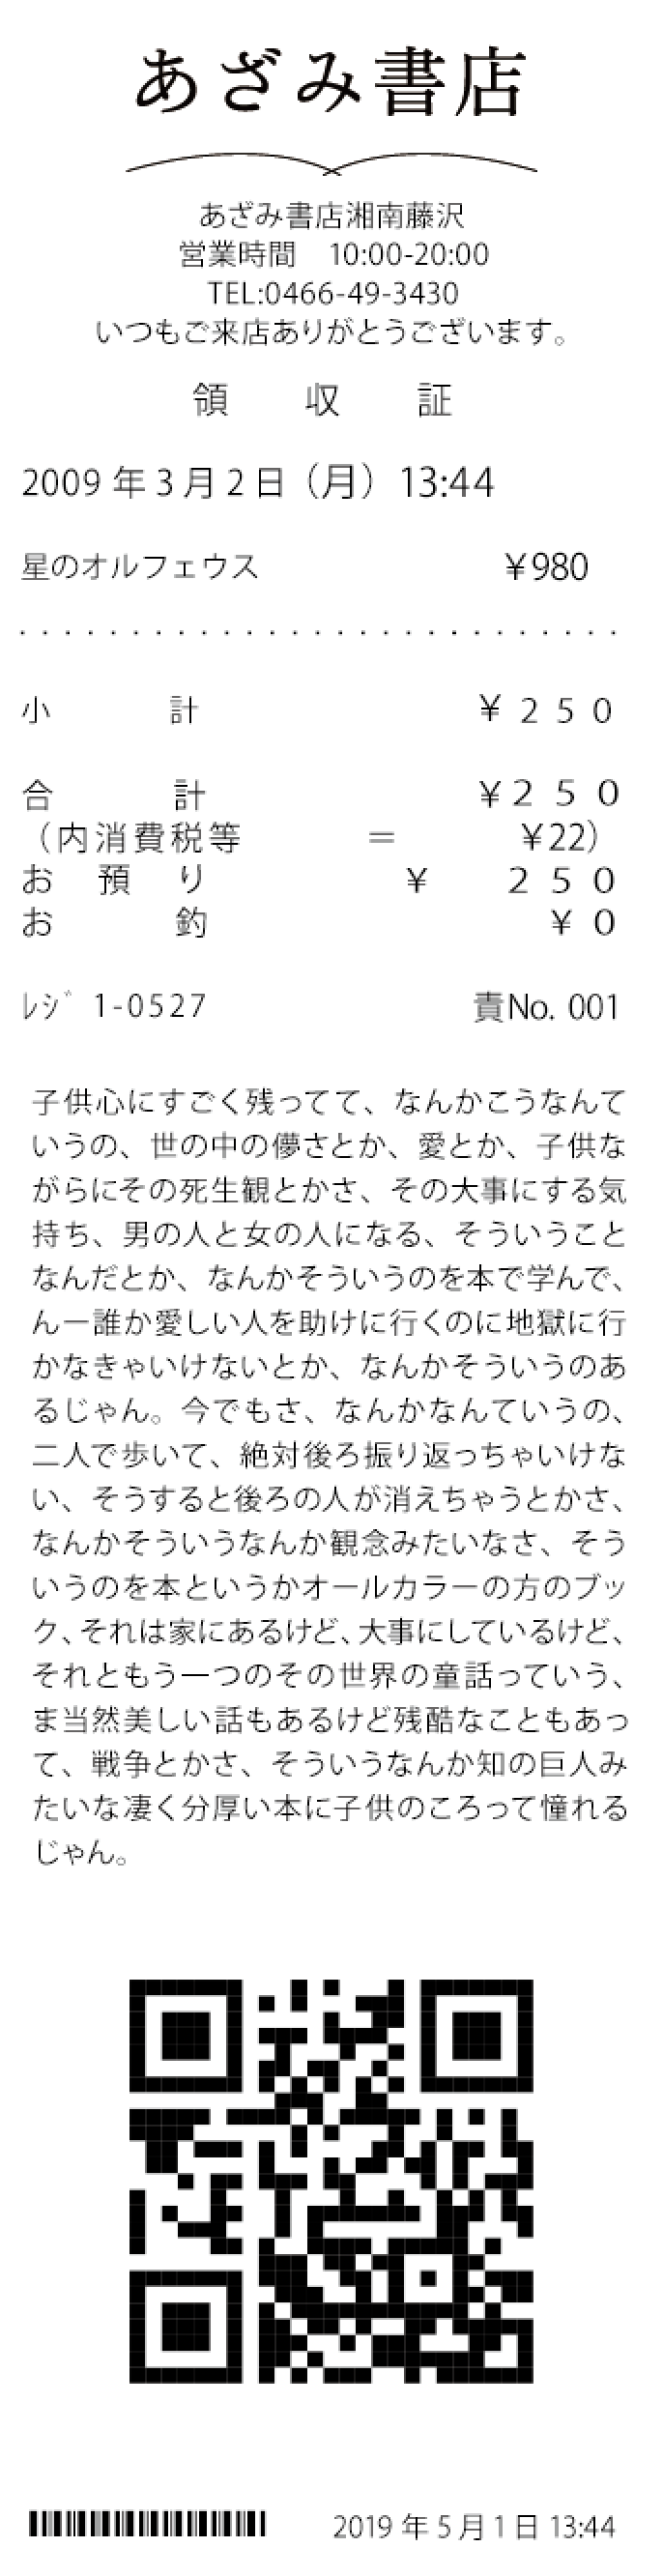 あざみ書店
あざみ書店湘南藤沢
営業時間　10:00-20:00
TEL:0466-49-3430
いつもご来店ありがとうございます。
領　収　証
2009 年 3 月 2 日（月）13:44
星のオルフェウス　￥980
小　計　￥２５０
合　計　￥２５０
（内消費税等　＝　￥22）
お　預　り　￥　２５０
お　釣　￥０
ﾚｼﾞ 1-0527　責No. 001
子供心にすごく残ってて、なんかこうなんて
いうの、世の中の儚さとか、愛とか、子供な
がらにその死生観とかさ、その大事にする気
持ち、男の人と女の人になる、そういうこと
なんだとか、なんかそういうのを本で学んで、
んー誰か愛しい人を助けに行くのに地獄に行
かなきゃいけないとか、なんかそういうのあ
るじゃん。今でもさ、なんかなんていうの、
二人で歩いて、絶対後ろ振り返っちゃいけな
い、そうすると後ろの人が消えちゃうとかさ、
なんかそういうなんか観念みたいなさ、そう
いうのを本というかオールカラーの方のブッ
ク、それは家にあるけど、大事にしているけど、
それともう一つのその世界の童話っていう、
ま当然美しい話もあるけど残酷なこともあっ
て、戦争とかさ、そういうなんか知の巨人み
たいな凄く分厚い本に子供のころって憧れる
じゃん。
2019 年 5 月 1 日 13:44